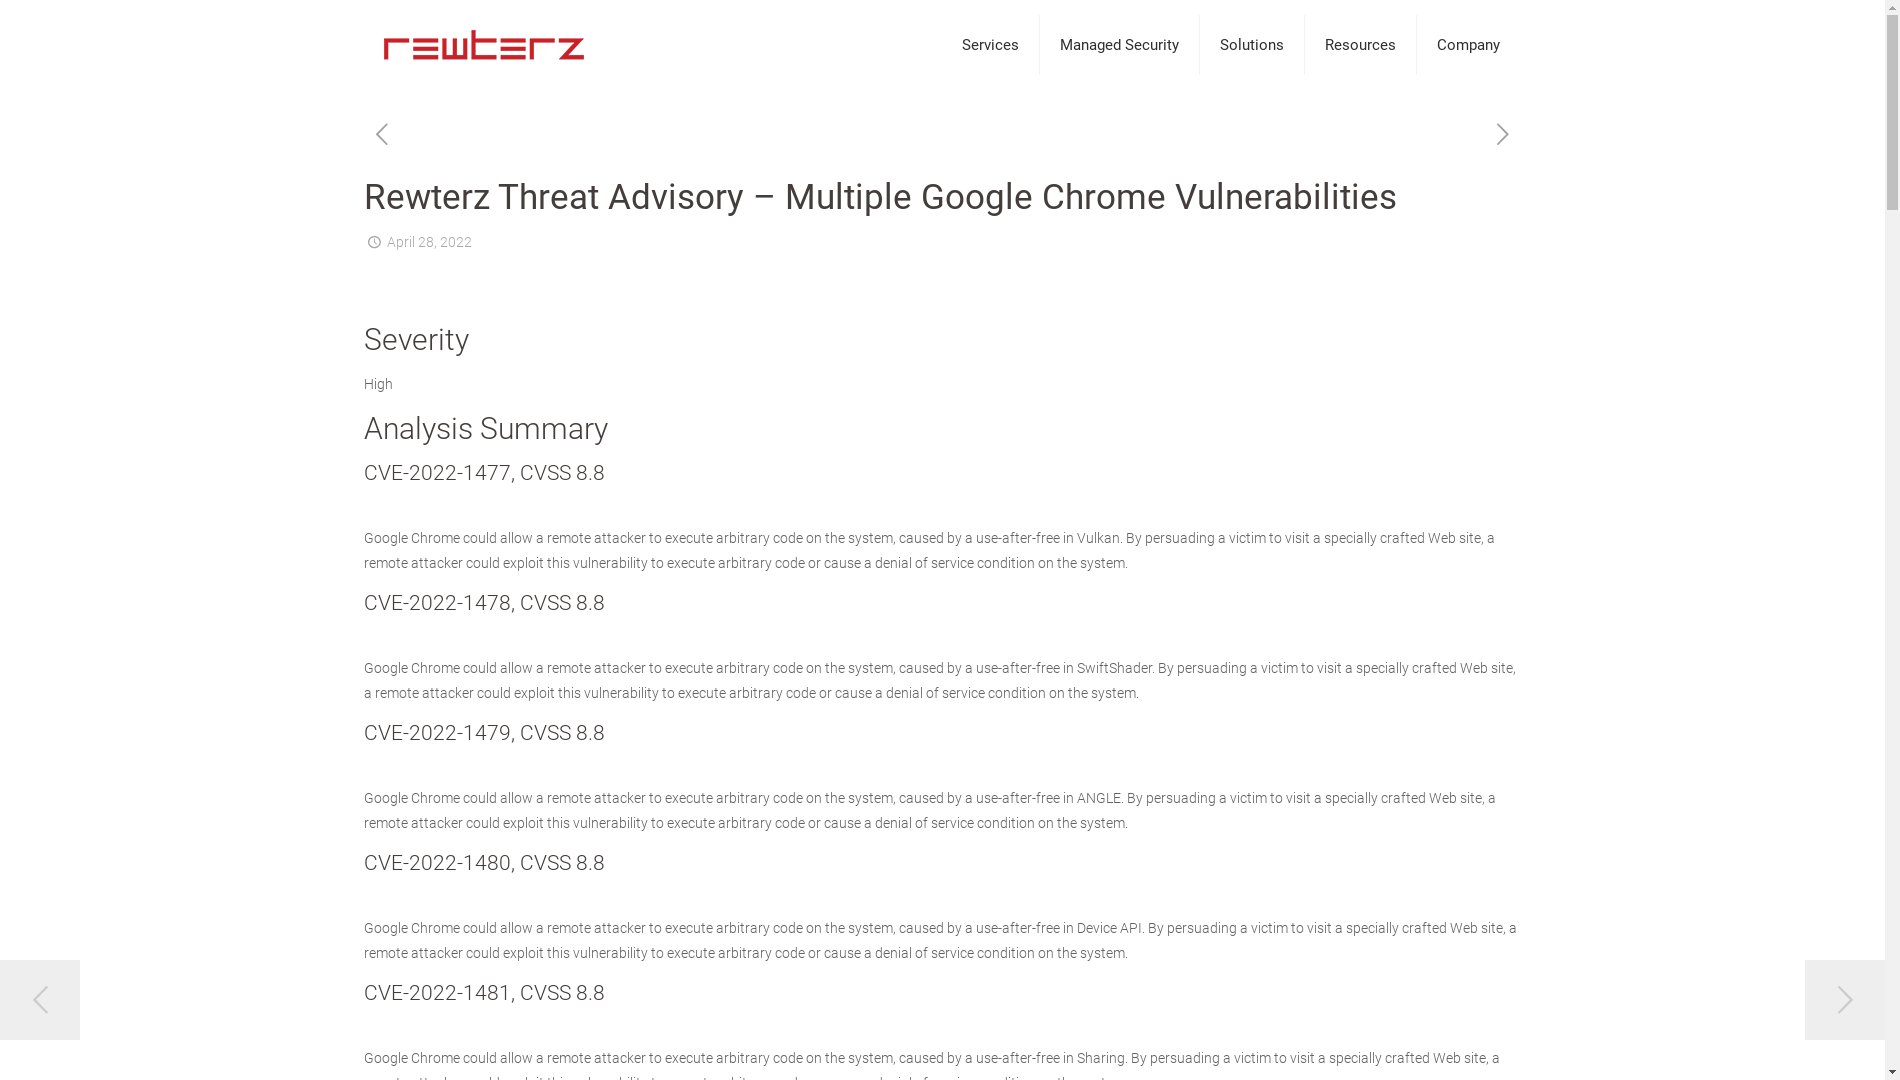 rewterz
Services
Managed Security
Solutions
Resources
Company
Rewterz Threat Advisory – Multiple Google Chrome Vulnerabilities
April 28, 2022
Severity
High
Analysis Summary
CVE-2022-1477, CVSS 8.8
Google Chrome could allow a remote attacker to execute arbitrary code on the system, caused by a use-after-free in Vulkan. By persuading a victim to visit a specially crafted Web site, a
remote attacker could exploit this vulnerability to execute arbitrary code or cause a denial of service condition on the system.
CVE-2022-1478, CVSS 8.8
Google Chrome could allow a remote attacker to execute arbitrary code on the system, caused by a use-after-free in SwiftShader. By persuading a victim to visit a specially crafted Web site,
a remote attacker could exploit this vulnerability to execute arbitrary code or cause a denial of service condition on the system.
CVE-2022-1479, CVSS 8.8
Google Chrome could allow a remote attacker to execute arbitrary code on the system, caused by a use-after-free in ANGLE. By persuading a victim to visit a specially crafted Web site, a
remote attacker could exploit this vulnerability to execute arbitrary code or cause a denial of service condition on the system.
CVE-2022-1480, CVSS 8.8
Google Chrome could allow a remote attacker to execute arbitrary code on the system, caused by a use-after-free in Device API. By persuading a victim to visit a specially crafted Web site, a
remote attacker could exploit this vulnerability to execute arbitrary code or cause a denial of service condition on the system.
CVE-2022-1481, CVSS 8.8
Google Chrome could allow a remote attacker to execute arbitrary code on the system, caused by a use-after-free in Sharing. By persuading a victim to visit a specially crafted Web site, a